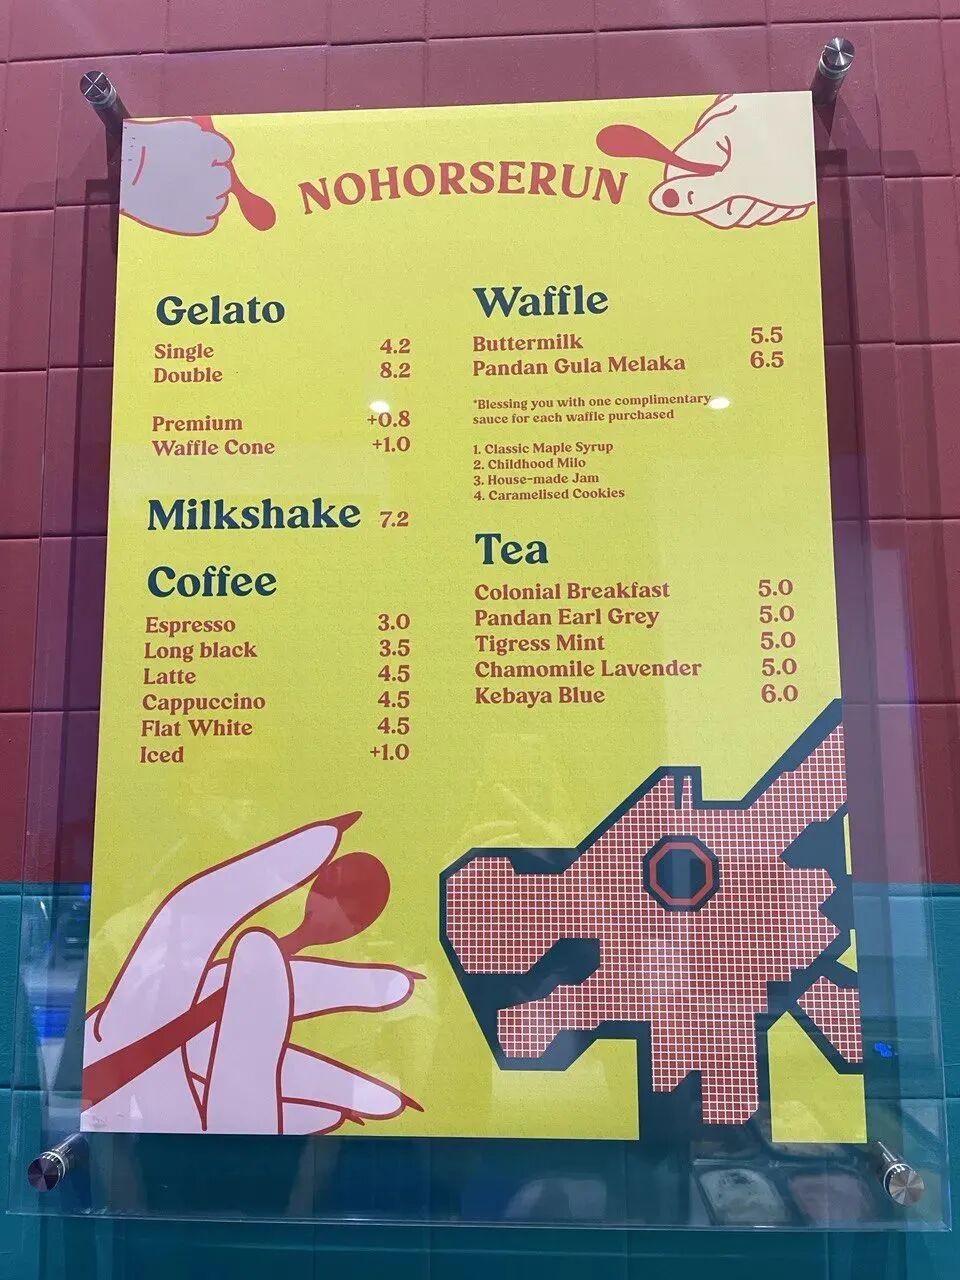 NOHORSERUN
Gelato
Single 4.2
Double 8.2
Premium +0.8
Waffle Cone +1.0
Milkshake 7.2
Coffee
Espresso 3.0
Long black 3.5
Latte 4.5
Cappuccino 4.5
Flat White 4.5
Iced +1.0
Waffle
Buttermilk 5.5
Pandan Gula Melaka 6.5
*Blessing you with one complimentary
sauce for each waffle purchased
1. Classic Maple Syrup
2. Childhood Milo
3. House-made Jam
4. Caramelised Cookies
Tea
Colonial Breakfast 5.0
Pandan Earl Grey 5.0
Tigress Mint 5.0
Chamomile Lavender 5.0
Kebaya Blue 6.0